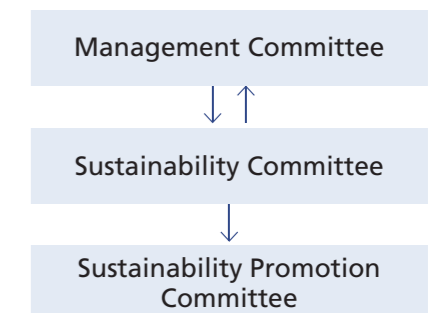 Management Committee
Sustainability Committee
Sustainability Promotion
Committee